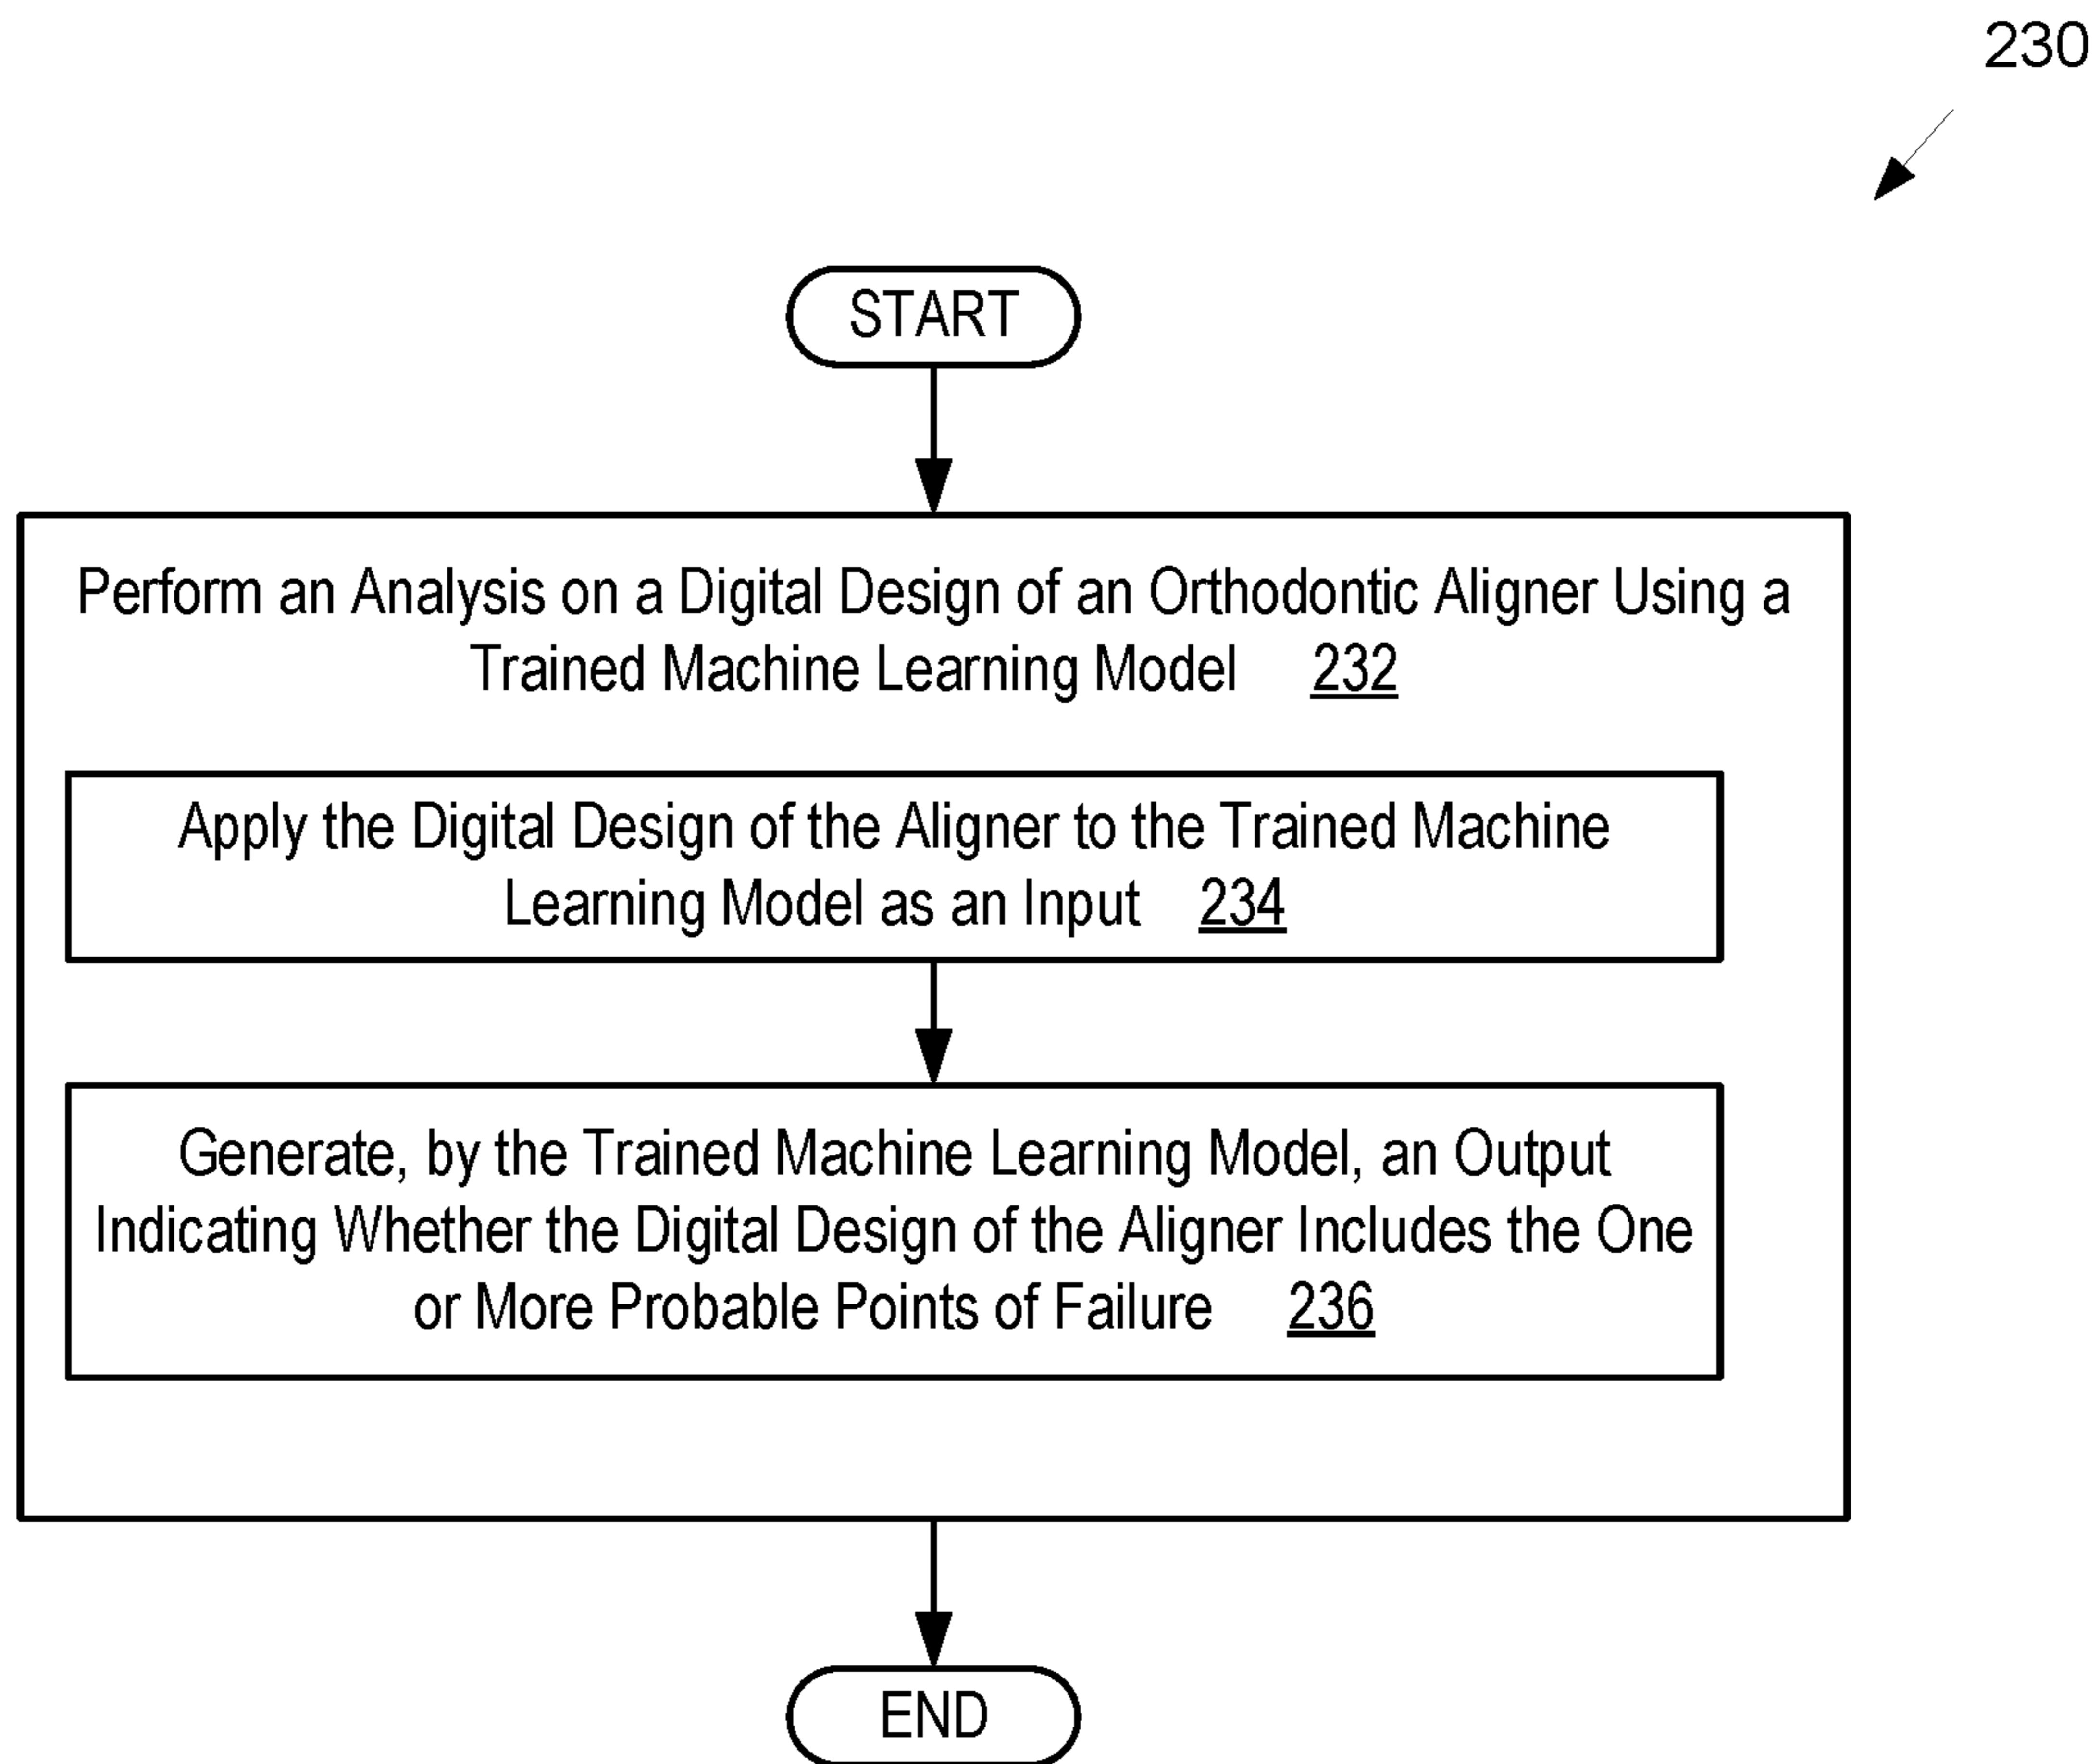 230
START
Perform an Analysis on a Digital Design of an Orthodontic Aligner Using a
Trained Machine Learning Model 232
Apply the Digital Design of the Aligner to the Trained Machine
Learning Model as an Input 234
Generate, by the Trained Machine Learning Model, an Output
Indicating Whether the Digital Design of the Aligner Includes the One
or More Probable Points of Failure 236
END